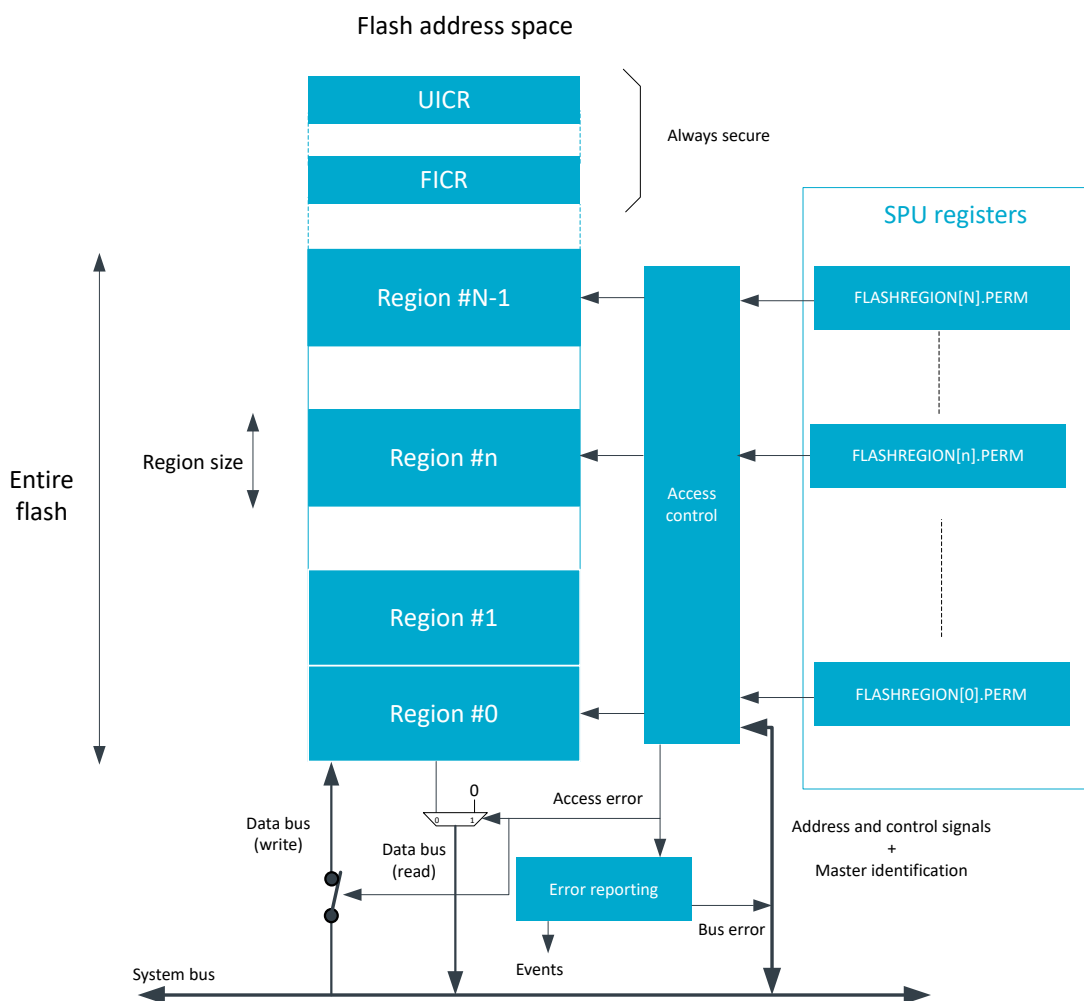 Flash address space
UICR
Always secure
FICR
SPU registers
Region #N-1
FLASHREGION[N].PERM
Region size
Region #n
FLASHREGION[n].PERM
Entire
flash
Access
control
Region #1
Region #0
FLASHREGION[0].PERM
0
Access error
0
1
Data bus
(write)
Data bus
(read)
Address and control signals
+
Master identification
Error reporting
Bus error
Events
System bus